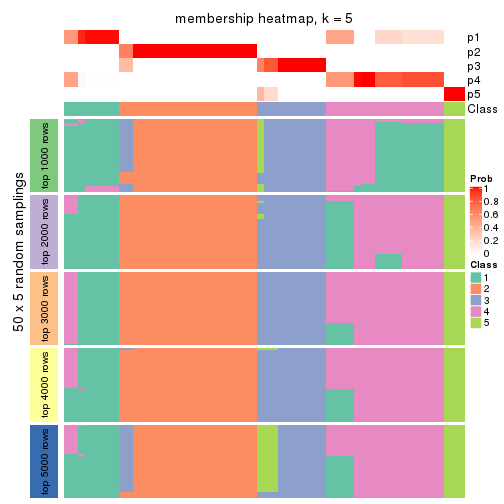 membership heatmap, k = 5
p1
p2
p3
p4
p5
Class
50 x 5 random samplings
top 1000 rows
top 2000 rows
top 3000 rows
top 4000 rows
top 5000 rows
Prob
1
0.8
0.6
0.4
0.2
0
Class
1
2
3
4
5